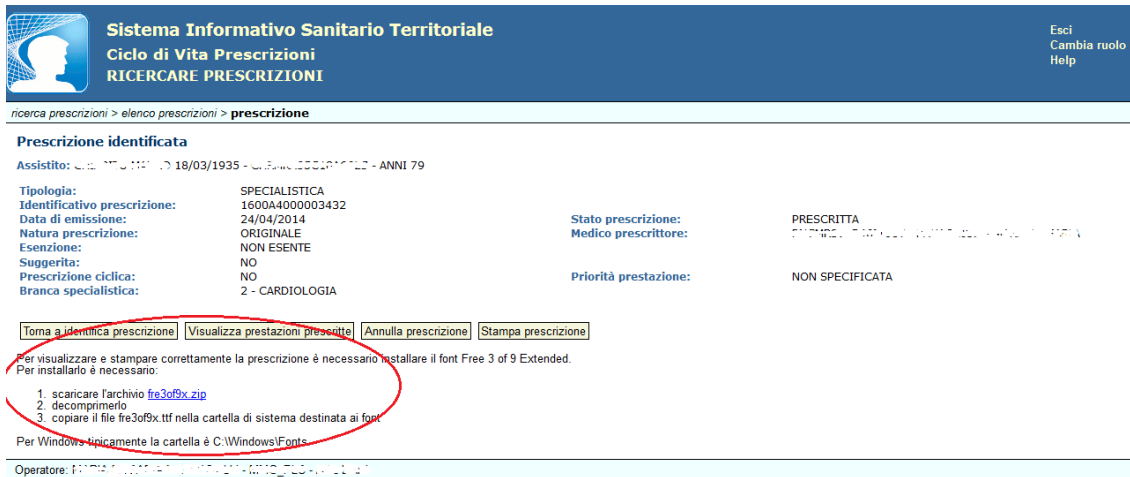 Sistema Informativo Sanitario Territoriale
Ciclo di Vita Prescrizioni
RICERCARE PRESCRIZIONI
Esci
Cambia ruolo
Help
ricerca prescrizioni > elenco prescrizioni > prescrizione
Prescrizione identificata
Assistito: 18/03/1935 - - ANNI 79
Tipologia: SPECIALISTICA
Identificativo prescrizione: 1600A4000003432
Data di emissione: 24/04/2014 Stato prescrizione: PRESCRITTA
Natura prescrizione: ORIGINALE Medico prescrittore:
Esenzione: NON ESENTE
Suggerita: NO
Prescrizione ciclica: NO Priorità prestazione: NON SPECIFICATA
Branca specialistica: 2 - CARDIOLOGIA
Torna a identifica prescrizione Visualizza prestazioni prescritte Annulla prescrizione Stampa prescrizione
Per visualizzare e stampare correttamente la prescrizione è necessario installare il font Free 3 of 9 Extended.
Per installarlo è necessario:
1. scaricare l'archivio fre3of9x.zip
2. decomprimerlo
3. copiare il file fre3of9x.ttf nella cartella di sistema destinata ai font
Per Windows tipicamente la cartella è C:\Windows\Fonts
Operatore: